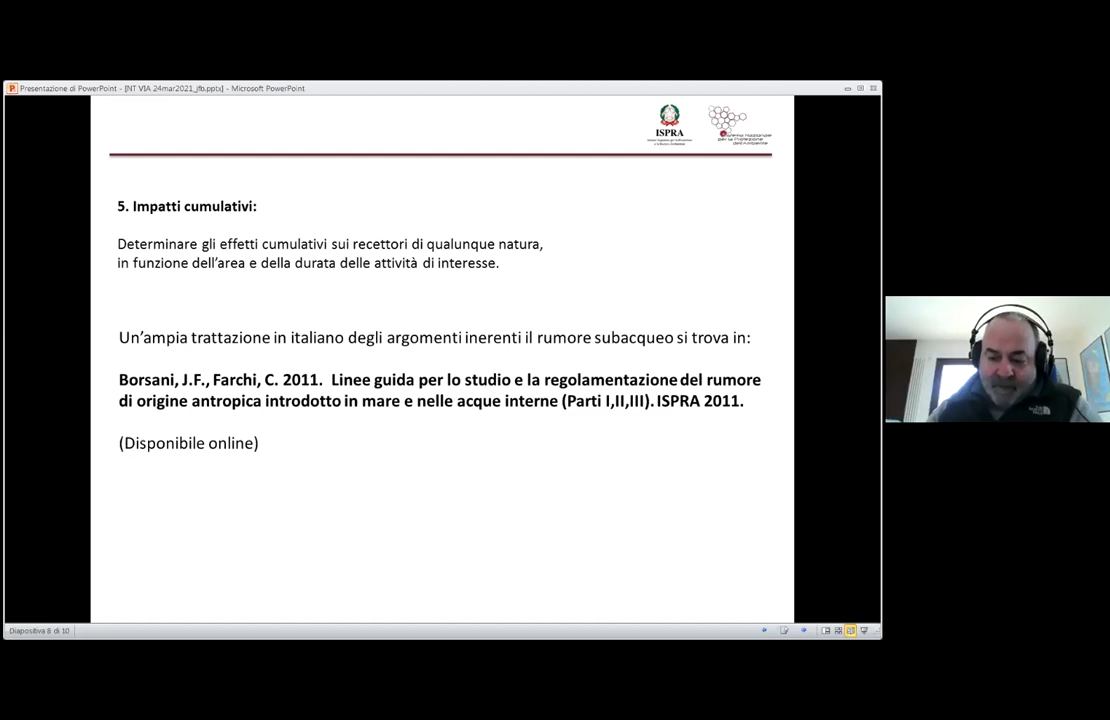 Presentazione di PowerPoint - [NT VIA 24mar2021_jfb.pptx] - Microsoft PowerPoint
ISPRA
5. Impatti cumulativi:
Determinare gli effetti cumulativi sui recettori di qualunque natura,
in funzione dell’area e della durata delle attività di interesse.
Un’ampia trattazione in italiano degli argomenti inerenti il rumore subacqueo si trova in:
Borsani, J.F., Farchi, C. 2011. Linee guida per lo studio e la regolamentazione del rumore
di origine antropica introdotto in mare e nelle acque interne (Parti I,II,III). ISPRA 2011.
(Disponibile online)
Diapositiva 8 di 10